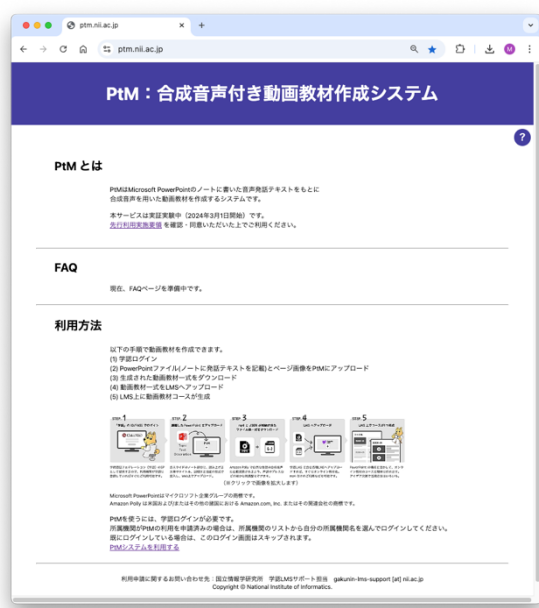 ptm.nii.ac.jp
ptm.nii.ac.jp
M
PtM：合成音声付き動画教材作成システム
?
PtM とは
PtMはMicrosoft PowerPointのノートに書いた音声発話テキストをもとに
合成音声を用いた動画教材を作成するシステムです。
本サービスは実証実験中（2024年3月1日開始）です。
先行利用実施要領 を確認・同意いただいた上でご利用ください。
FAQ
現在、FAQページを準備中です。
利用方法
以下の手順で動画教材を作成できます。
(1) 学認ログイン
(2) PowerPointファイル(ノートに発話テキストを記載)とページ画像をPtMにアップロード
(3) 生成された動画教材一式をダウンロード
(4) 動画教材一式をLMSへアップロード
(5) LMS上に動画教材コースが生成
STEP 1
STEP 2
STEP 3
STEP 4
STEP 5
(※クリックで画像を拡大します)
Microsoft PowerPointはマイクロソフト企業グループの商標です。
Amazon Polly は米国および/またはその他の諸国における Amazon.com, Inc. またはその関連会社の商標です。
PtMを使うには、学認ログインが必要です。
所属機関がPtMの利用を申請済みの場合は、所属機関のリストから自分の所属機関名を選んでログインしてください。
既にログインしている場合は、このログイン画面はスキップされます。
PtMシステムを利用する
利用申請に関するお問い合わせ先：国立情報学研究所　学認LMSサポート担当　gakunin-lms-support [at] nii.ac.jp
Copyright © National Institute of Informatics.